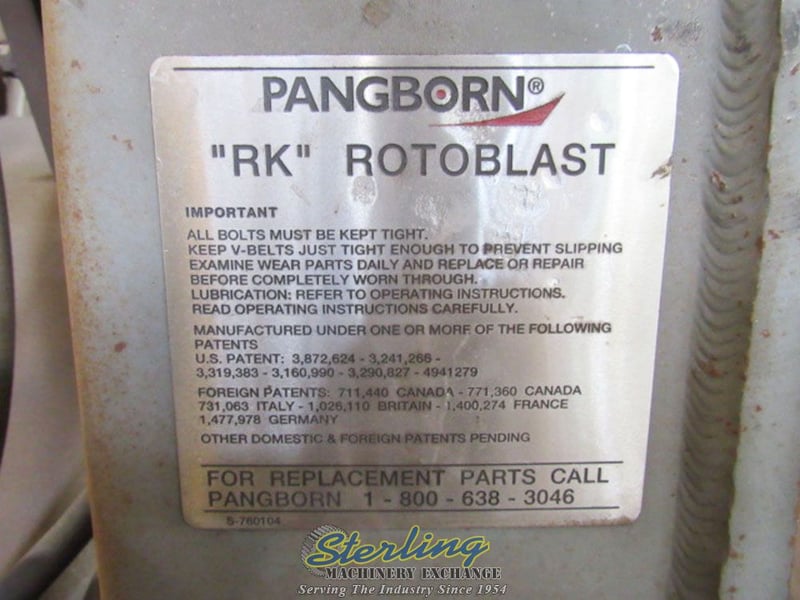 PANGBORN®
"RK" ROTOBLAST
IMPORTANT
ALL BOLTS MUST BE KEPT TIGHT.
KEEP V-BELTS JUST TIGHT ENOUGH TO PREVENT SLIPPING
EXAMINE WEAR PARTS DAILY AND REPLACE OR REPAIR
BEFORE COMPLETELY WORN THROUGH.
LUBRICATION: REFER TO OPERATING INSTRUCTIONS.
READ OPERATING INSTRUCTIONS CAREFULLY.
MANUFACTURED UNDER ONE OR MORE OF THE FOLLOWING
PATENTS
U.S. PATENT: 3,872,624 - 3,241,266 -
3,319,383 - 3,160,990 - 3,290,827 - 4941279
FOREIGN PATENTS: 711,440 CANADA - 771,360 CANADA
731,063 ITALY - 1,026,110 BRITAIN - 1,400,274 FRANCE
1,477,978 GERMANY
OTHER DOMESTIC & FOREIGN PATENTS PENDING
FOR REPLACEMENT PARTS CALL
PANGBORN 1 - 800 - 638 - 3046
S-760104
Sterling
MACHINERY EXCHANGE
Serving The Industry Since 1954